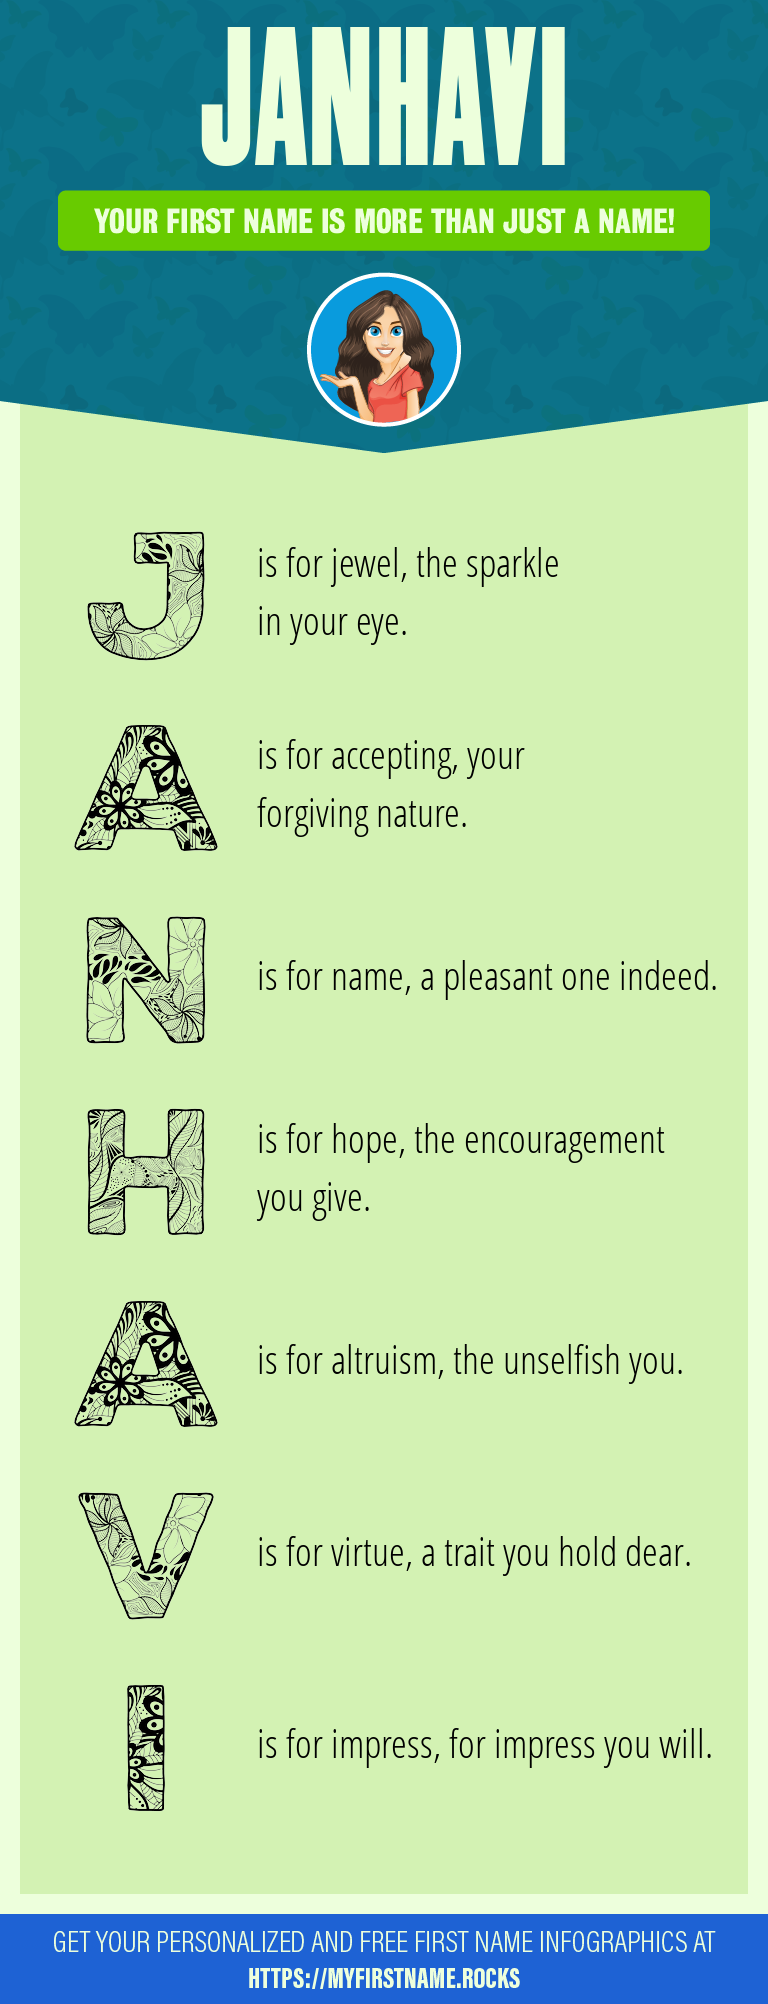 JANHAVI
YOUR FIRST NAME IS MORE THAN JUST A NAME!
J
is for jewel, the sparkle
in your eye.
A
is for accepting, your
forgiving nature.
N
is for name, a pleasant one indeed.
H
is for hope, the encouragement
you give.
A
is for altruism, the unselfish you.
V
is for virtue, a trait you hold dear.
I
is for impress, for impress you will.
GET YOUR PERSONALIZED AND FREE FIRST NAME INFOGRAPHICS AT
HTTPS://MYFIRSTNAME.ROCKS